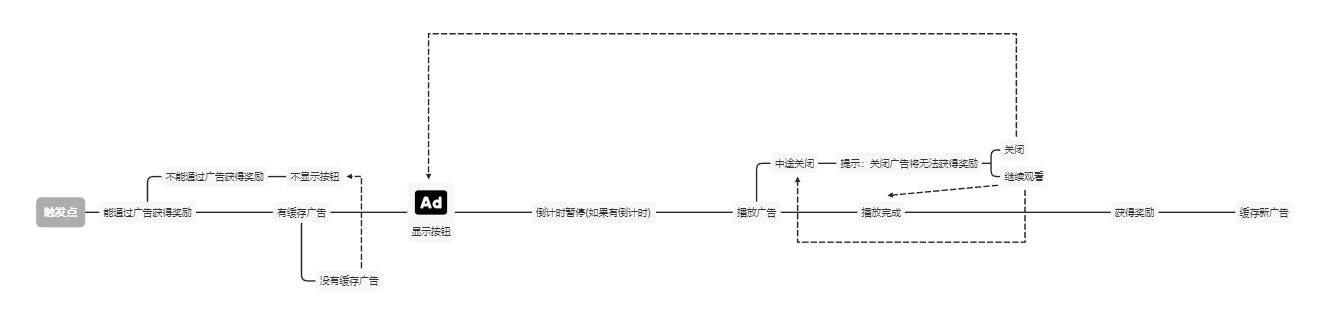 关闭
中途关闭
提示：关闭广告将无法获得奖励
继续观看
不能通过广告获得奖励
不显示按钮
触发点
能通过广告获得奖励
有缓存广告
Ad
显示按钮
倒计时暂停(如果有倒计时)
播放广告
播放完成
获得奖励
缓存新广告
没有缓存广告